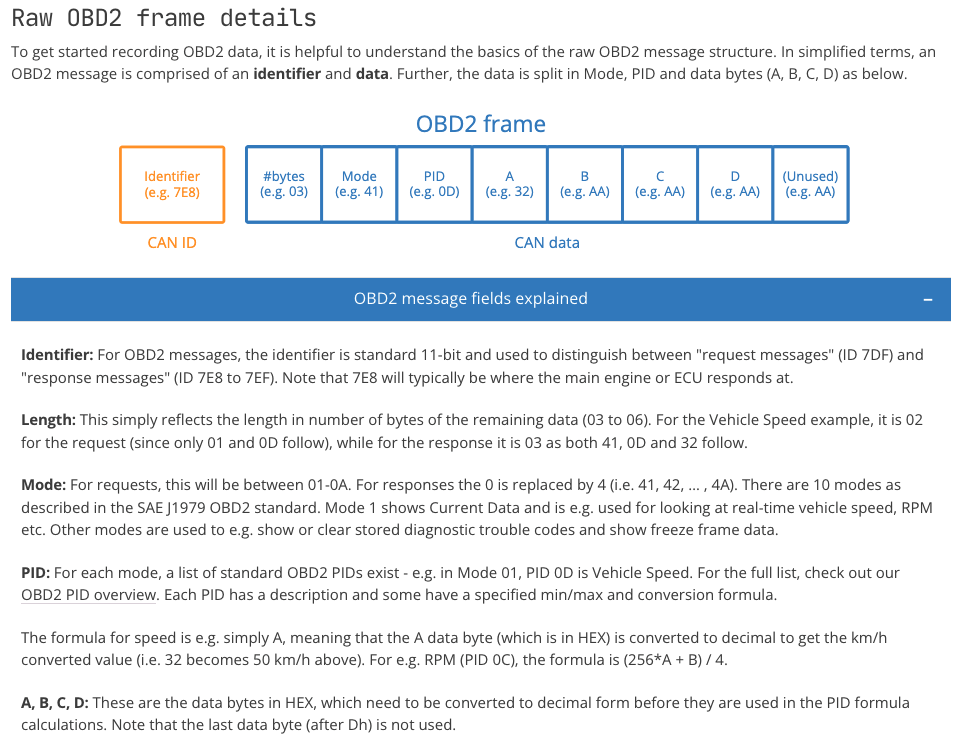 Raw OBD2 frame details
To get started recording OBD2 data, it is helpful to understand the basics of the raw OBD2 message structure. In simplified terms, an
OBD2 message is comprised of an identifier and data. Further, the data is split in Mode, PID and data bytes (A, B, C, D) as below.
OBD2 frame
Identifier
(e.g. 7E8)
#bytes
(e.g. 03)
Mode
(e.g. 41)
PID
(e.g. 0D)
A
(e.g. 32)
B
(e.g. AA)
C
(e.g. AA)
D
(e.g. AA)
(Unused)
(e.g. AA)
CAN ID
CAN data
OBD2 message fields explained –
Identifier: For OBD2 messages, the identifier is standard 11-bit and used to distinguish between "request messages" (ID 7DF) and
"response messages" (ID 7E8 to 7EF). Note that 7E8 will typically be where the main engine or ECU responds at.
Length: This simply reflects the length in number of bytes of the remaining data (03 to 06). For the Vehicle Speed example, it is 02
for the request (since only 01 and 0D follow), while for the response it is 03 as both 41, 0D and 32 follow.
Mode: For requests, this will be between 01-0A. For responses the 0 is replaced by 4 (i.e. 41, 42, ... , 4A). There are 10 modes as
described in the SAE J1979 OBD2 standard. Mode 1 shows Current Data and is e.g. used for looking at real-time vehicle speed, RPM
etc. Other modes are used to e.g. show or clear stored diagnostic trouble codes and show freeze frame data.
PID: For each mode, a list of standard OBD2 PIDs exist - e.g. in Mode 01, PID 0D is Vehicle Speed. For the full list, check out our
OBD2 PID overview. Each PID has a description and some have a specified min/max and conversion formula.
The formula for speed is e.g. simply A, meaning that the A data byte (which is in HEX) is converted to decimal to get the km/h
converted value (i.e. 32 becomes 50 km/h above). For e.g. RPM (PID 0C), the formula is (256*A + B) / 4.
A, B, C, D: These are the data bytes in HEX, which need to be converted to decimal form before they are used in the PID formula
calculations. Note that the last data byte (after Dh) is not used.